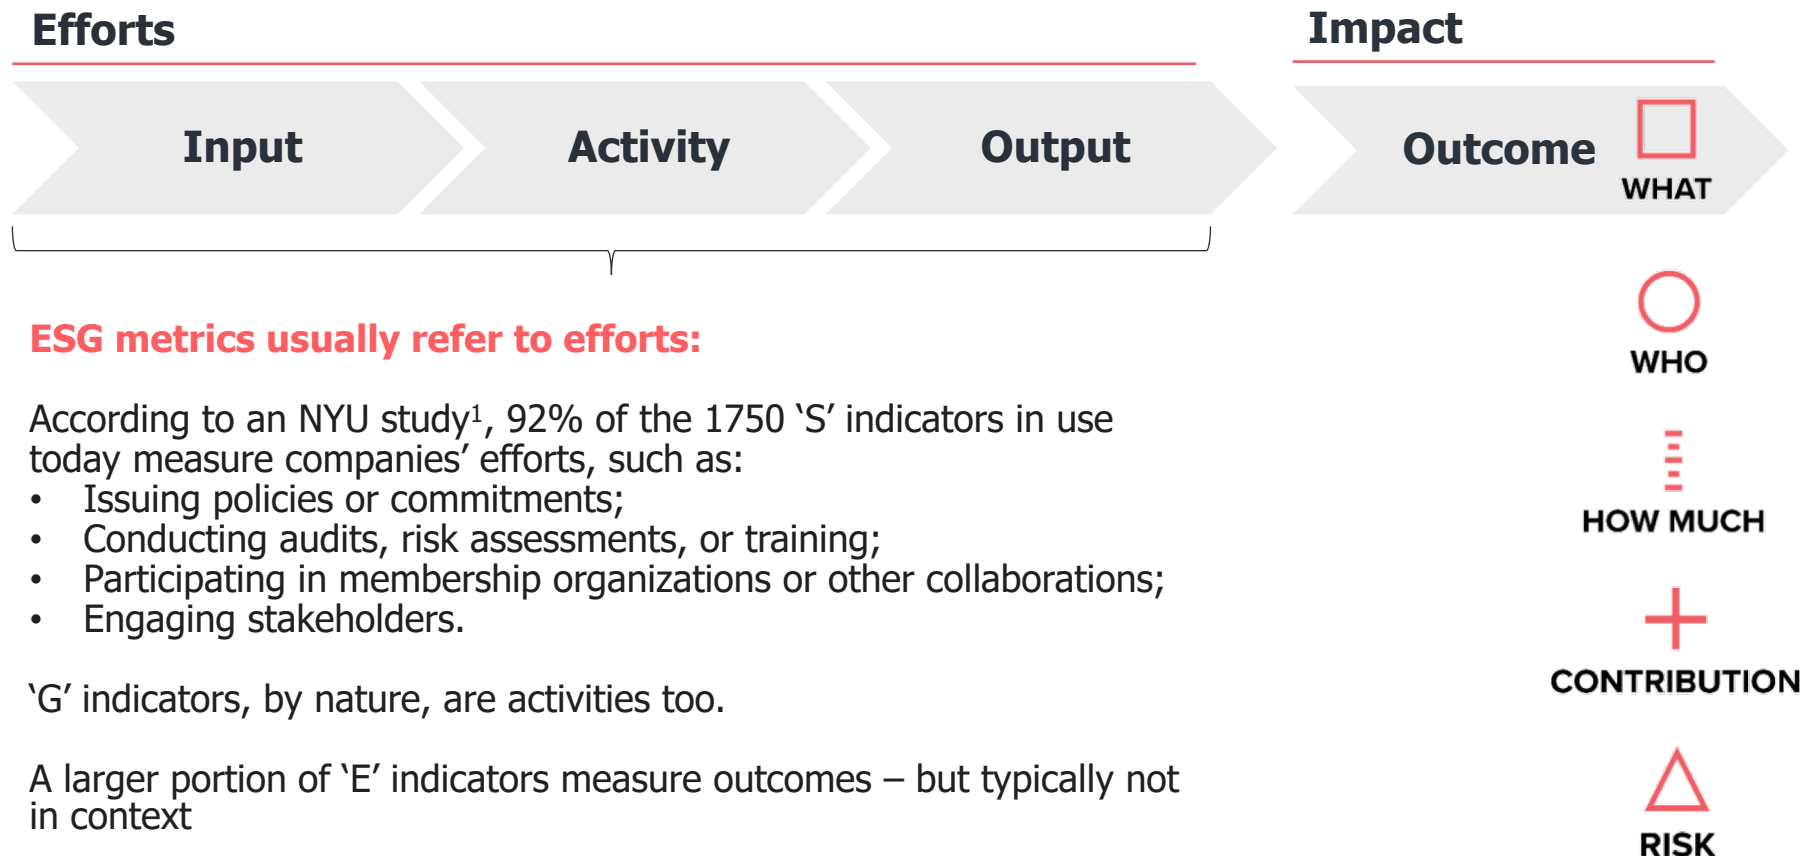 Efforts
Impact
Input
Activity
Output
Outcome
WHAT
WHO
HOW MUCH
CONTRIBUTION
RISK
ESG metrics usually refer to efforts:
According to an NYU study¹, 92% of the 1750 ‘S’ indicators in use
today measure companies’ efforts, such as:
• Issuing policies or commitments;
• Conducting audits, risk assessments, or training;
• Participating in membership organizations or other collaborations;
• Engaging stakeholders.
‘G’ indicators, by nature, are activities too.
A larger portion of ‘E’ indicators measure outcomes – but typically not
in context